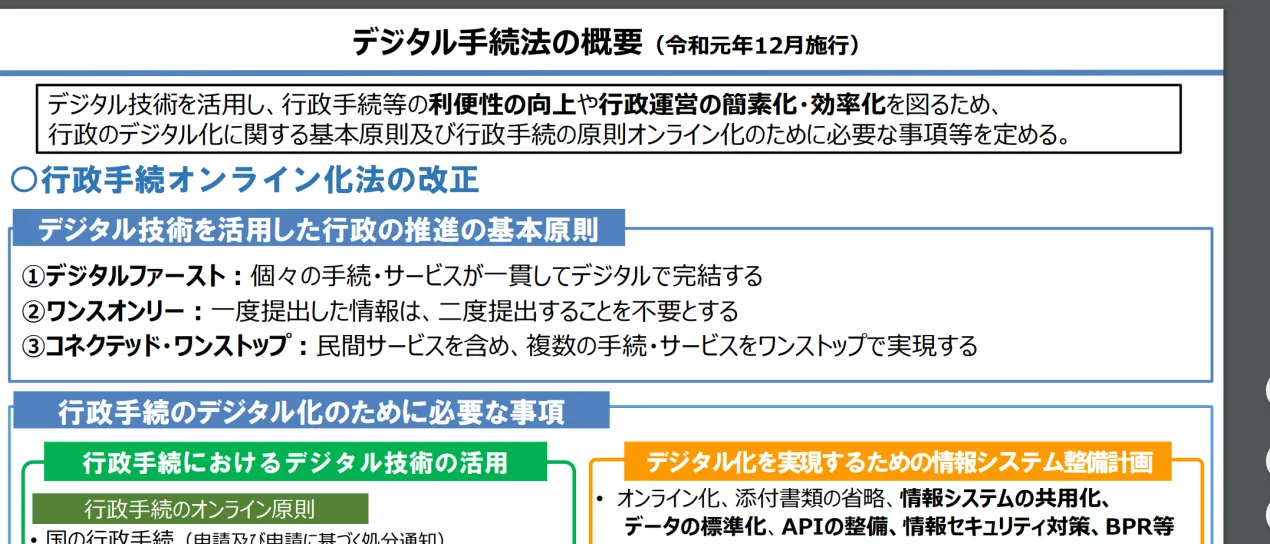 デジタル手続法の概要（令和元年12月施行）
デジタル技術を活用し、行政手続等の利便性の向上や行政運営の簡素化・効率化を図るため、
行政のデジタル化に関する基本原則及び行政手続の原則オンライン化のために必要な事項等を定める。
〇行政手続オンライン化法の改正
デジタル技術を活用した行政の推進の基本原則
①デジタルファースト：個々の手続・サービスが一貫してデジタルで完結する
②ワンスオンリー：一度提出した情報は、二度提出することを不要とする
③コネクテッド・ワンストップ：民間サービスを含め、複数の手続・サービスをワンストップで実現する
行政手続のデジタル化のために必要な事項
行政手続におけるデジタル技術の活用
行政手続のオンライン原則
• 国の行政手続（申請及び申請に基づく処分通知）
デジタル化を実現するための情報システム整備計画
• オンライン化、添付書類の省略、情報システムの共用化、
データの標準化、APIの整備、情報セキュリティ対策、BPR等